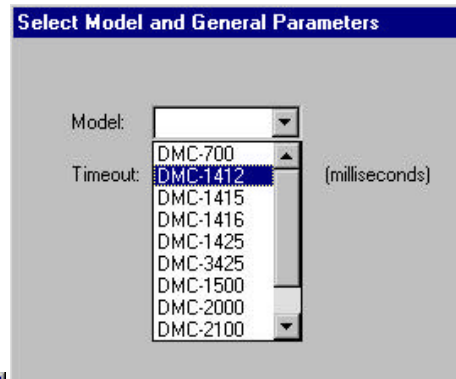 Select Model and General Parameters
Model:
DMC-700
Timeout: DMC-1412 (milliseconds)
DMC-1415
DMC-1416
DMC-1425
DMC-3425
DMC-1500
DMC-2000
DMC-2100